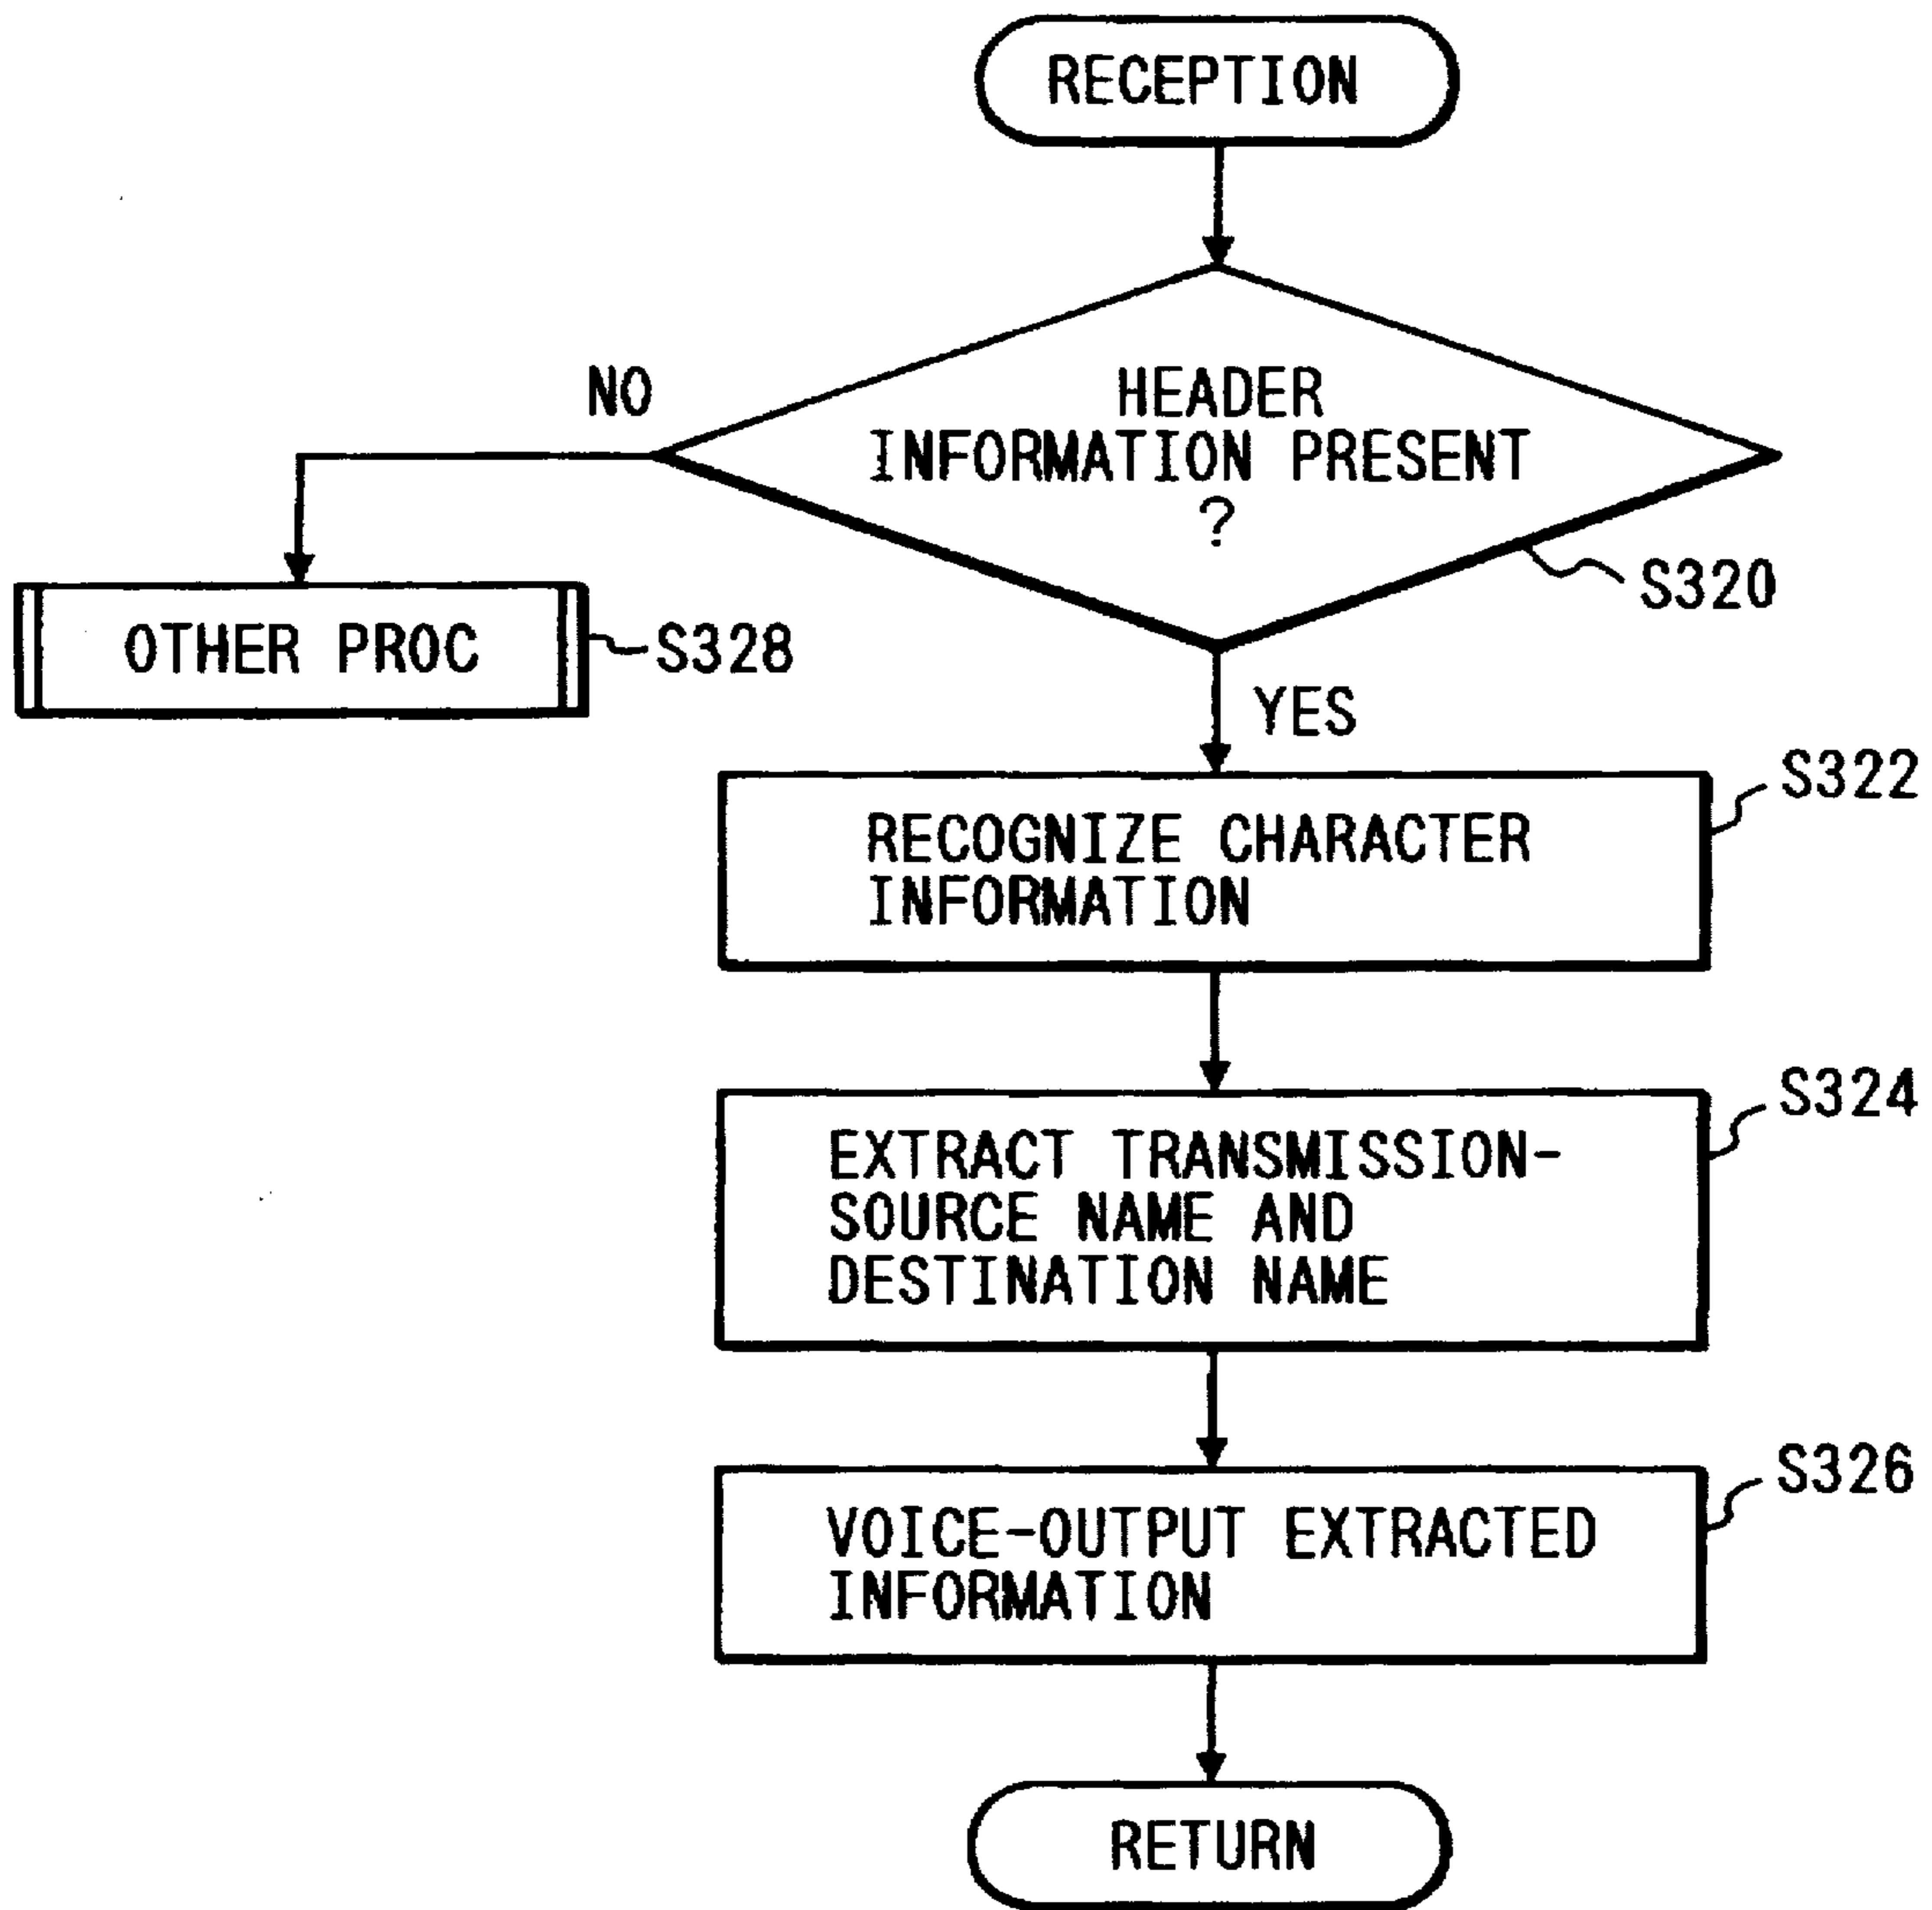 RECEPTION
HEADER
INFORMATION PRESENT
?
NO
S320
OTHER PROC
S328
YES
S322
RECOGNIZE CHARACTER
INFORMATION
S324
EXTRACT TRANSMISSION-
SOURCE NAME AND
DESTINATION NAME
S326
VOICE-OUTPUT EXTRACTED
INFORMATION
RETURN